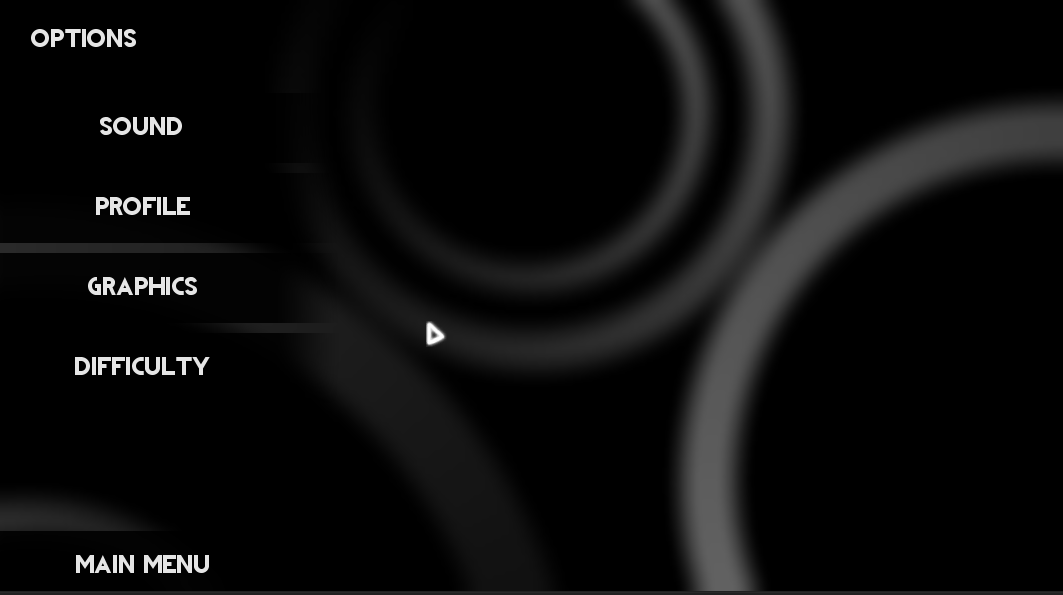 OPTIONS
SOUND
PROFILE
GRAPHICS
DIFFICULTY
MAIN MENU